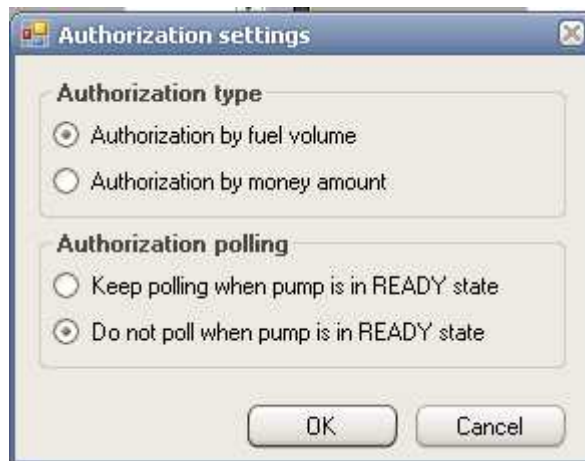 Authorization settings
Authorization type
Authorization by fuel volume
Authorization by money amount
Authorization polling
Keep polling when pump is in READY state
Do not poll when pump is in READY state
OK Cancel